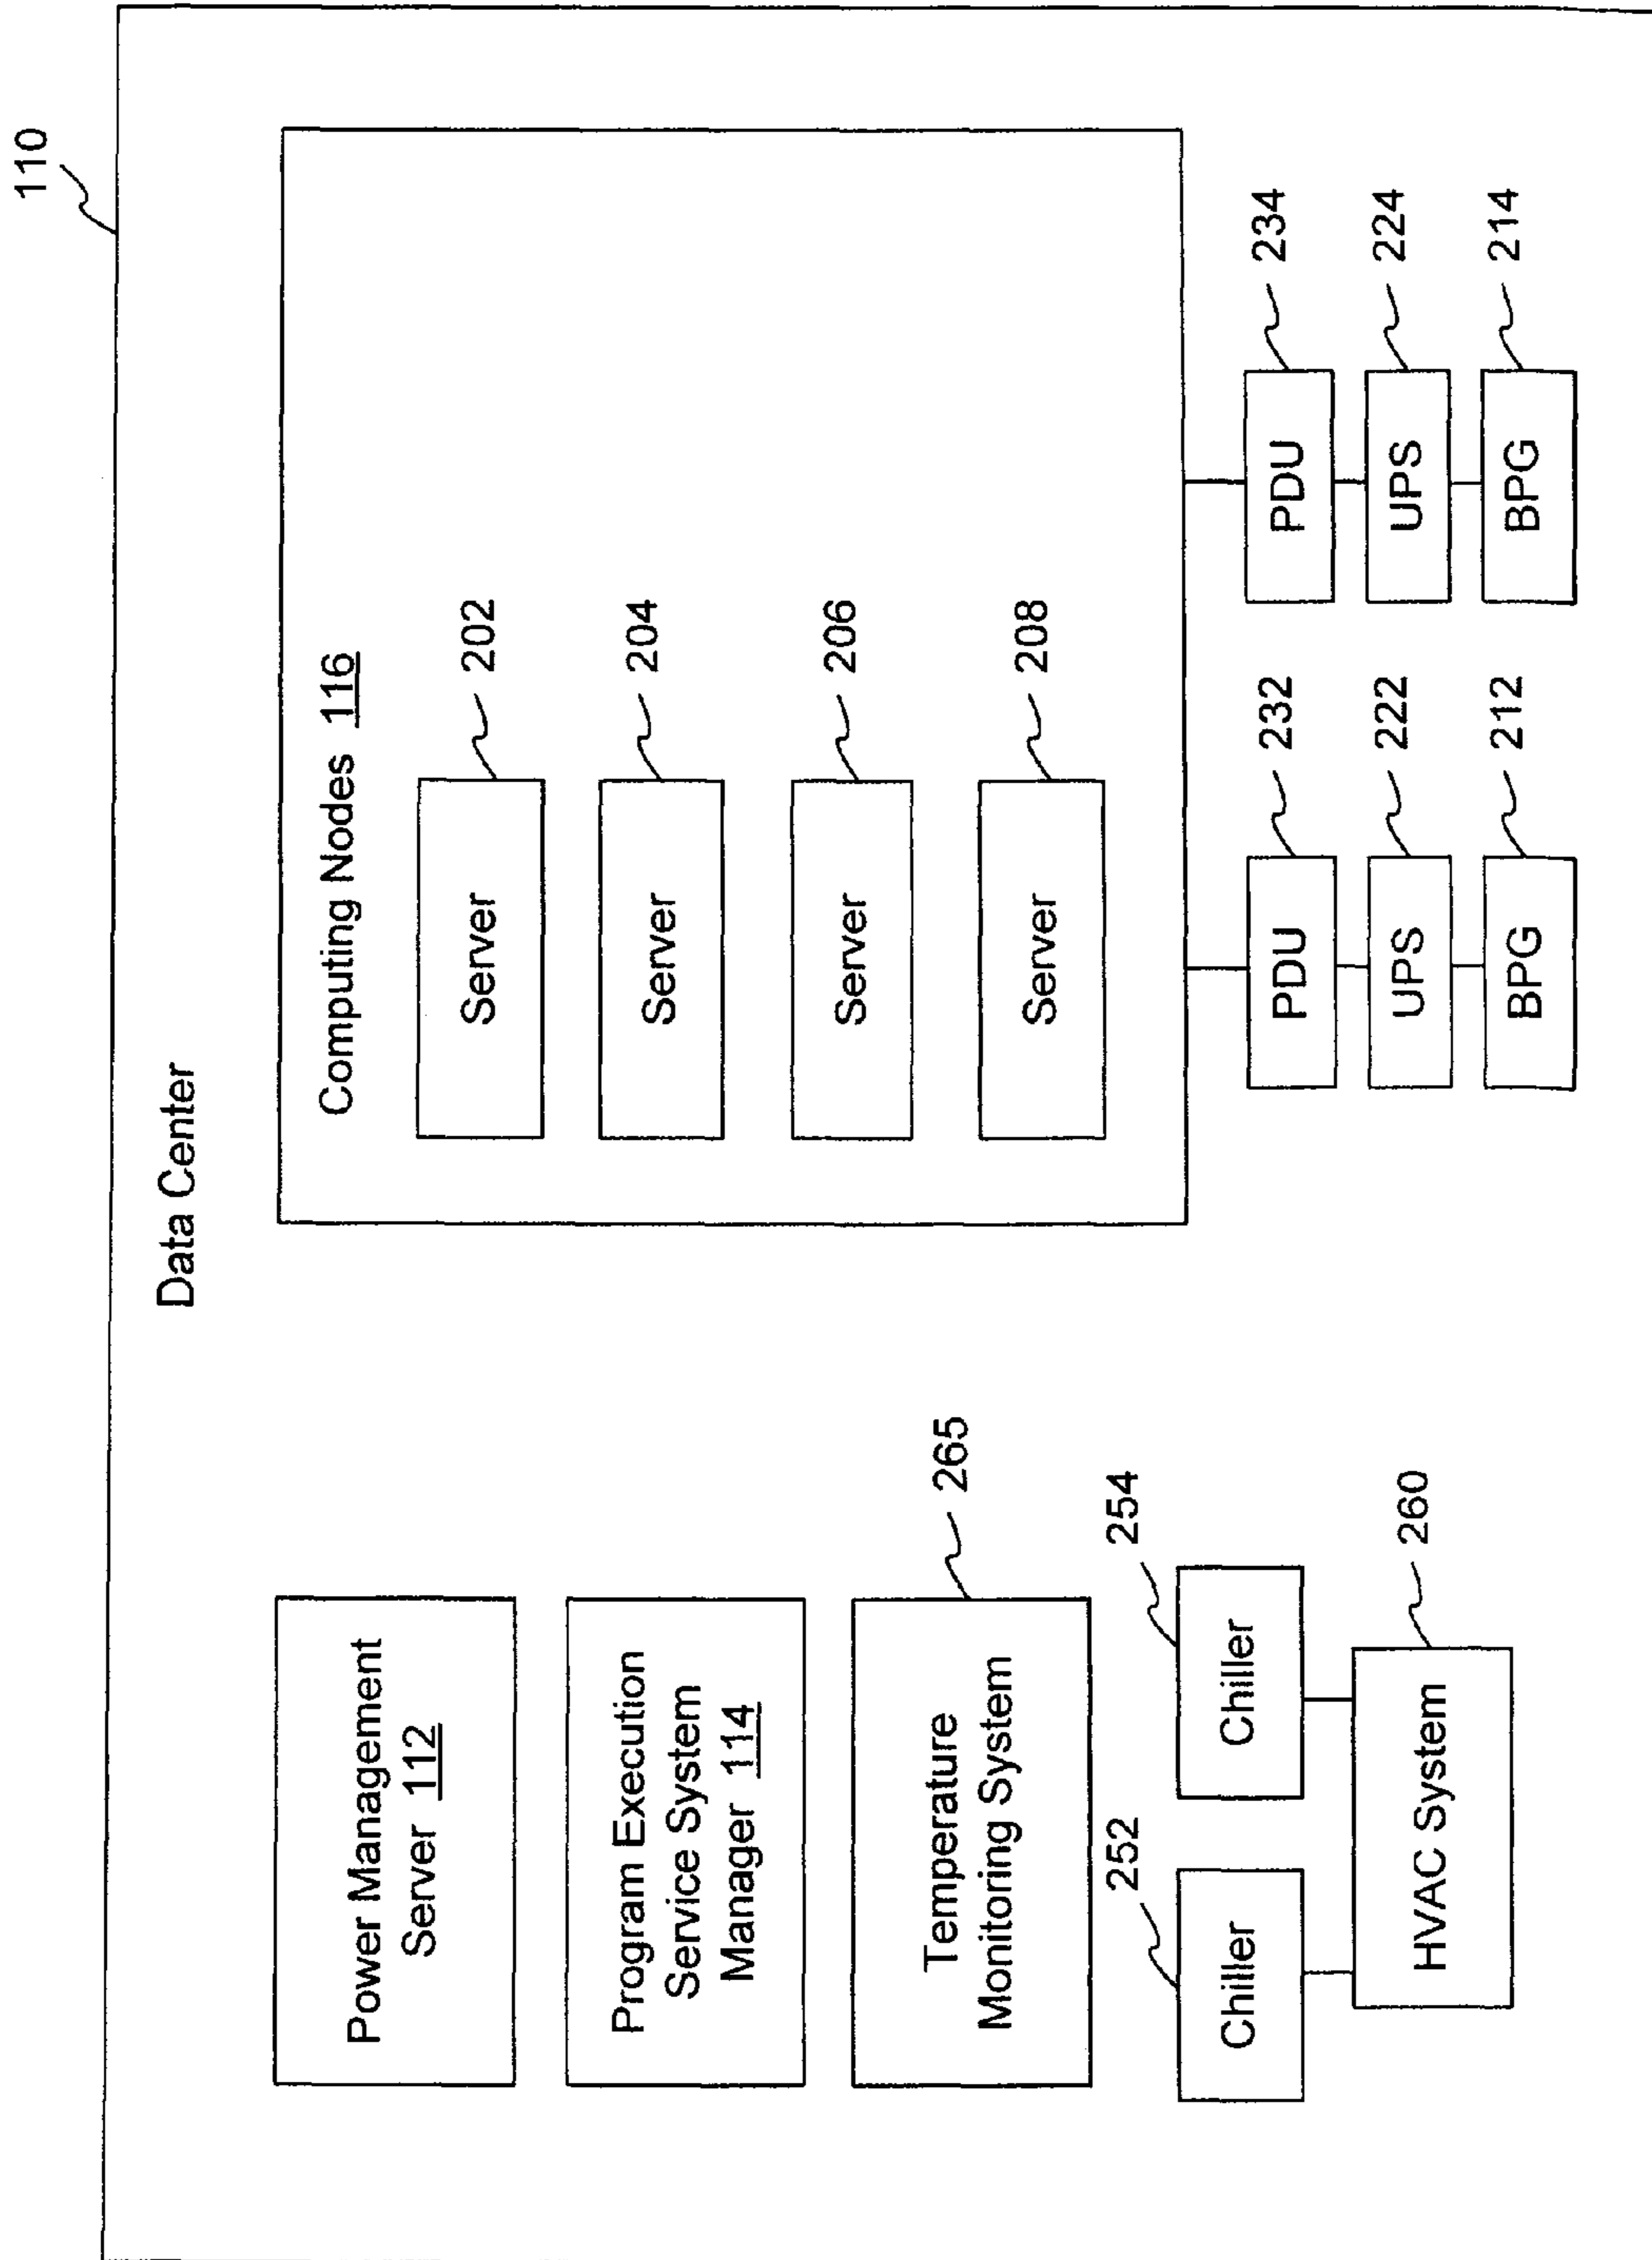 110
Data Center
Power Management
Server 112
Program Execution
Service System
Manager 114
Temperature
Monitoring System
265
252
254
Chiller
Chiller
HVAC System
260
Computing Nodes 116
Server
202
Server
204
Server
206
Server
208
PDU
232
UPS
222
BPG
212
PDU
234
UPS
224
BPG
214